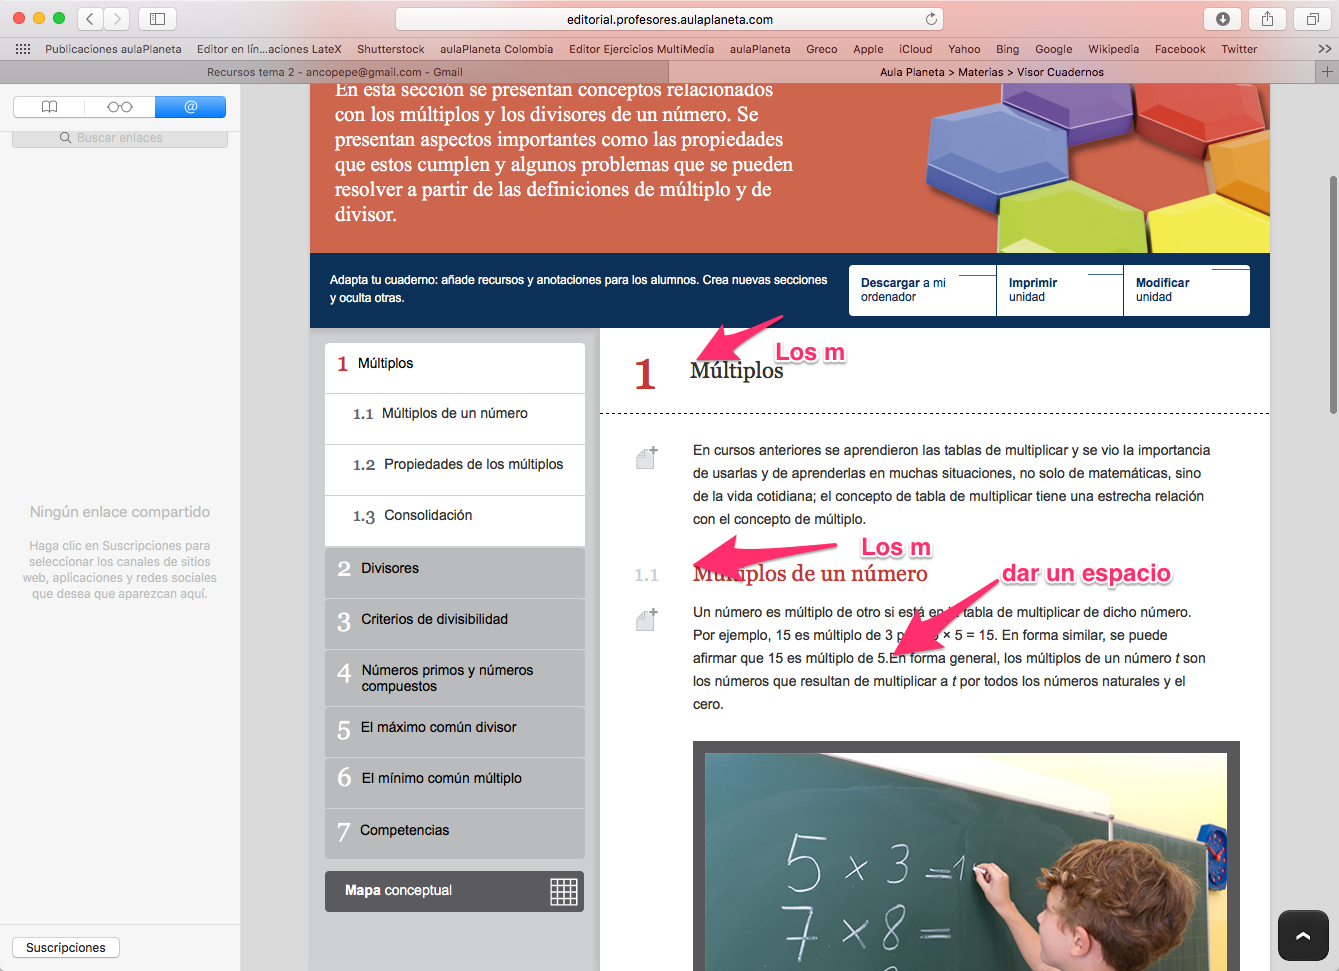 editorial.profesores.aulaplaneta.com
Publicaciones aulaPlaneta Editor en lín...aciones LateX Shutterstock aulaPlaneta Colombia Editor Ejercicios MultiMedia aulaPlaneta Greco Apple iCloud Yahoo Bing Google Wikipedia Facebook Twitter
Recursos tema 2 - ancopepe@gmail.com - Gmail
Aula Planeta > Materias > Visor Cuadernos
@
Buscar enlaces
Ningún enlace compartido
Haga clic en Suscripciones para
seleccionar los canales de sitios
web, aplicaciones y redes sociales
que desea que aparezcan aquí.
Suscripciones
En esta sección se presentan conceptos relacionados
con los múltiplos y los divisores de un número. Se
presentan aspectos importantes como las propiedades
que estos cumplen y algunos problemas que se pueden
resolver a partir de las definiciones de múltiplo y de
divisor.
Adapta tu cuaderno: añade recursos y anotaciones para los alumnos. Crea nuevas secciones
y oculta otras.
Descargar a mi
ordenador
Imprimir
unidad
Modificar
unidad
1 Múltiplos
1.1 Múltiplos de un número
1.2 Propiedades de los múltiplos
1.3 Consolidación
2 Divisores
3 Criterios de divisibilidad
4 Números primos y números
compuestos
5 El máximo común divisor
6 El mínimo común múltiplo
7 Competencias
Mapa conceptual
Los m
1 Múltiplos
En cursos anteriores se aprendieron las tablas de multiplicar y se vio la importancia
de usarlas y de aprenderlas en muchas situaciones, no solo de matemáticas, sino
de la vida cotidiana; el concepto de tabla de multiplicar tiene una estrecha relación
con el concepto de múltiplo.
Los m
1.1 Múltiplos de un número
dar un espacio
Un número es múltiplo de otro si está en la tabla de multiplicar de dicho número.
Por ejemplo, 15 es múltiplo de 3 × 5 = 15. En forma similar, se puede
afirmar que 15 es múltiplo de 5.En forma general, los múltiplos de un número t son
los números que resultan de multiplicar a t por todos los números naturales y el
cero.
5 × 3 = 1
7 × 8 =